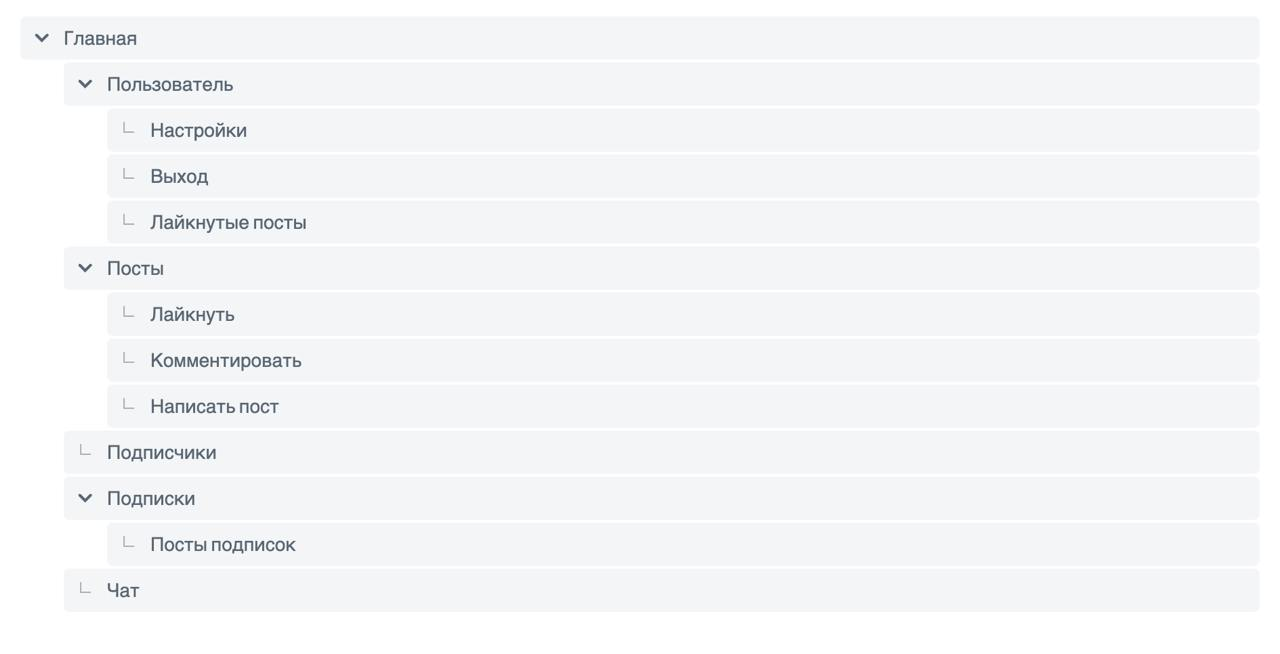 Главная
Пользователь
Настройки
Выход
Лайкнутые посты
Посты
Лайкнуть
Комментировать
Написать пост
Подписчики
Подписки
Посты подписок
Чат